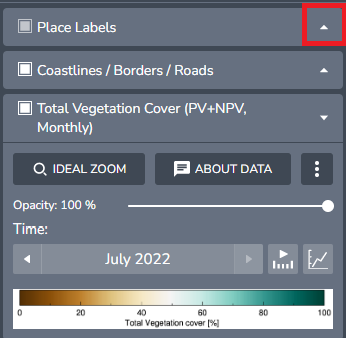 Place Labels
Coastlines / Borders / Roads
Total Vegetation Cover (PV+NPV,
Monthly)
IDEAL ZOOM
ABOUT DATA
Opacity: 100 %
Time:
July 2022
0 20 40 60 80 100
Total Vegetation cover [%]